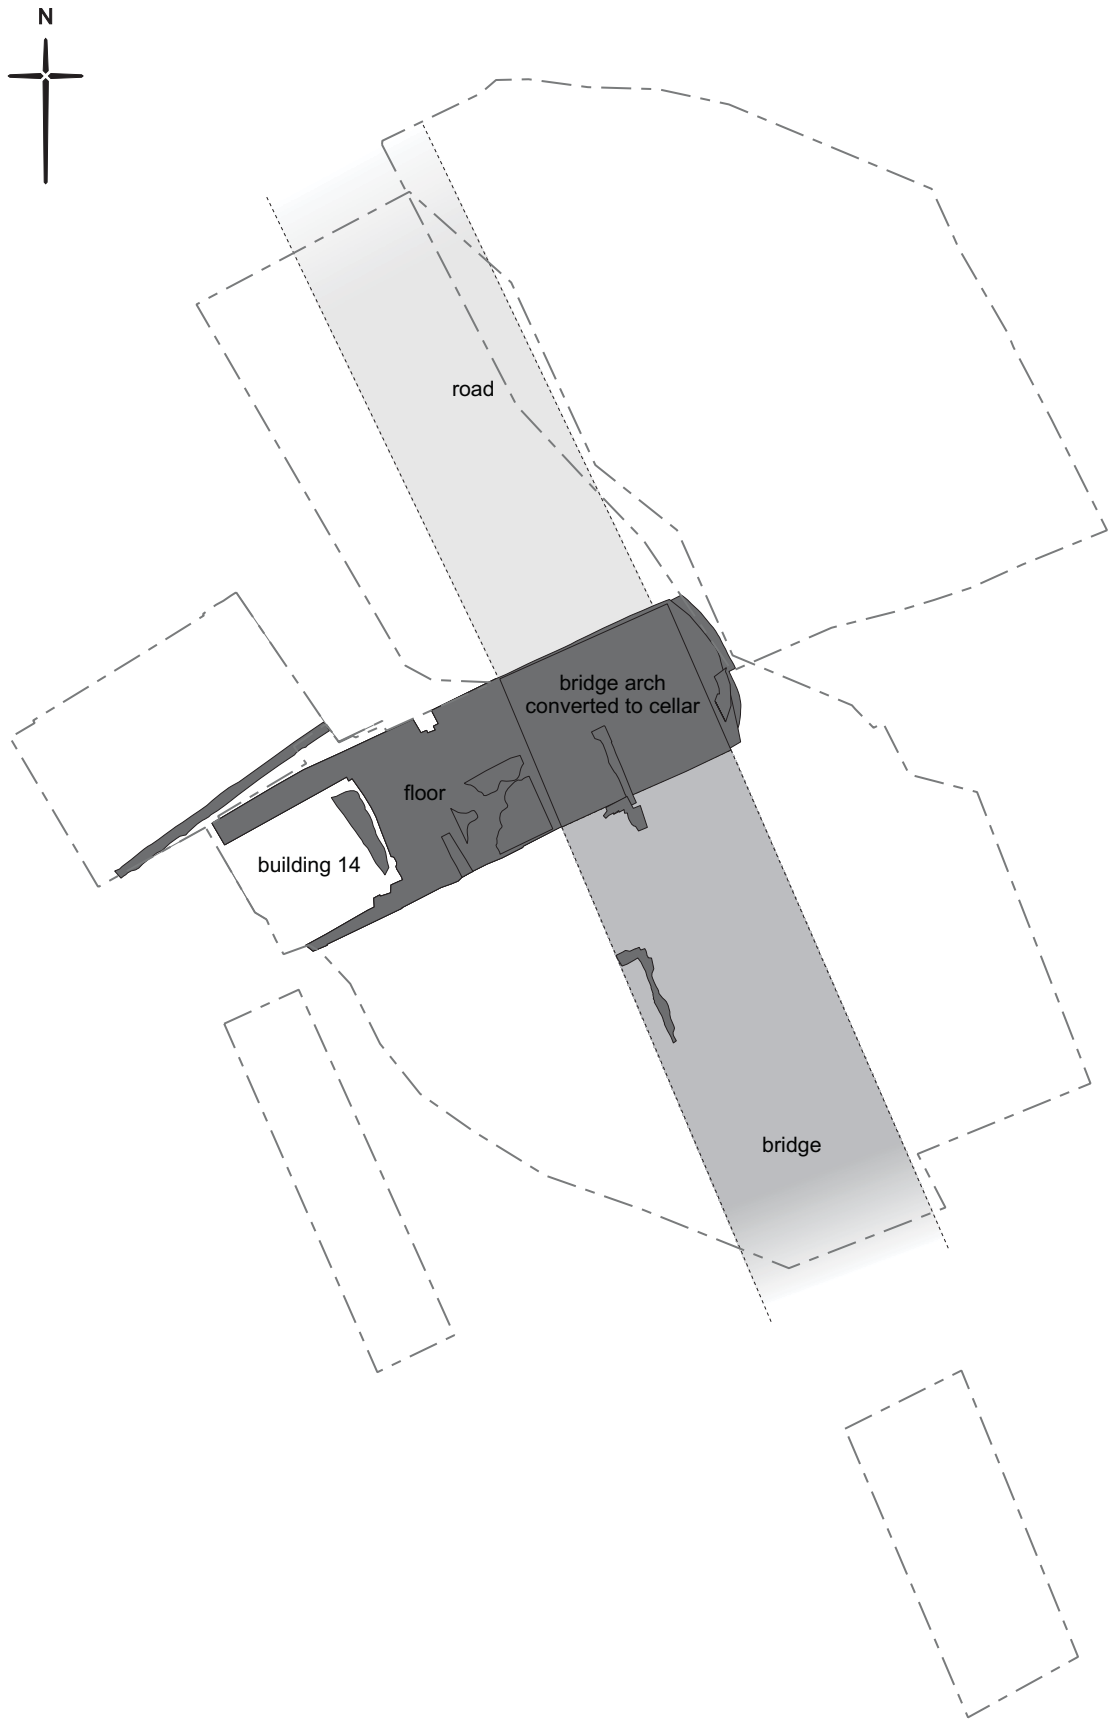 N
road
bridge arch
converted to cellar
floor
building 14
bridge